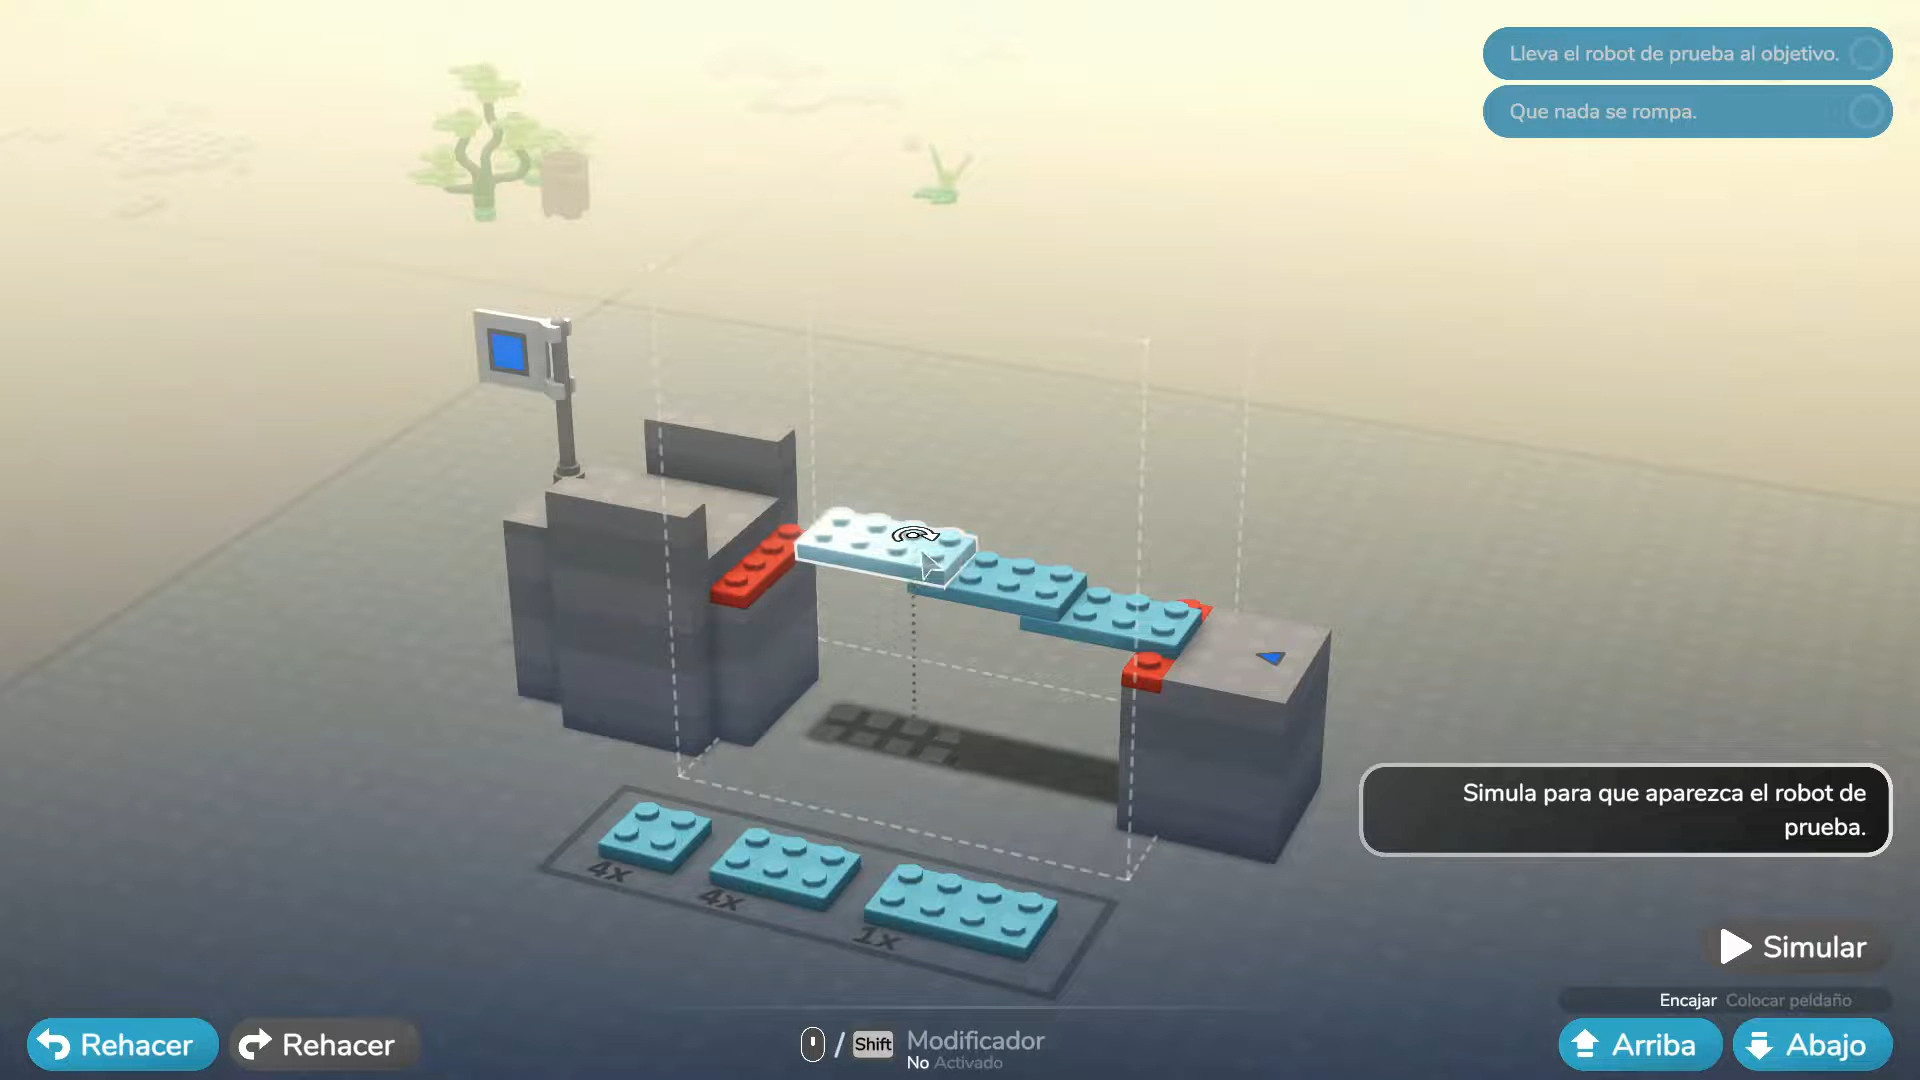 Lleva el robot de prueba al objetivo.
Que nada se rompa.
4x
4x
1x
Simula para que aparezca el robot de
prueba.
Simular
Encajar Colocar peldaño
Rehacer
Rehacer
/ Shift Modificador
No Activado
Arriba
Abajo